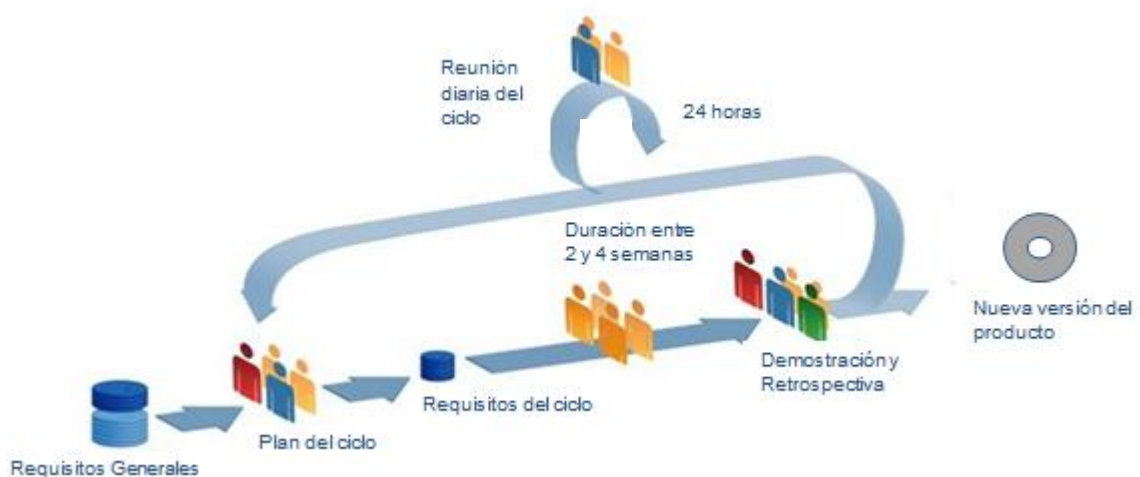 Reunión
diaria del
ciclo
24 horas
Duración entre
2 y 4 semanas
Nueva versión del
producto
Demostración y
Retrospectiva
Requisitos del ciclo
Plan del ciclo
Requisitos Generales